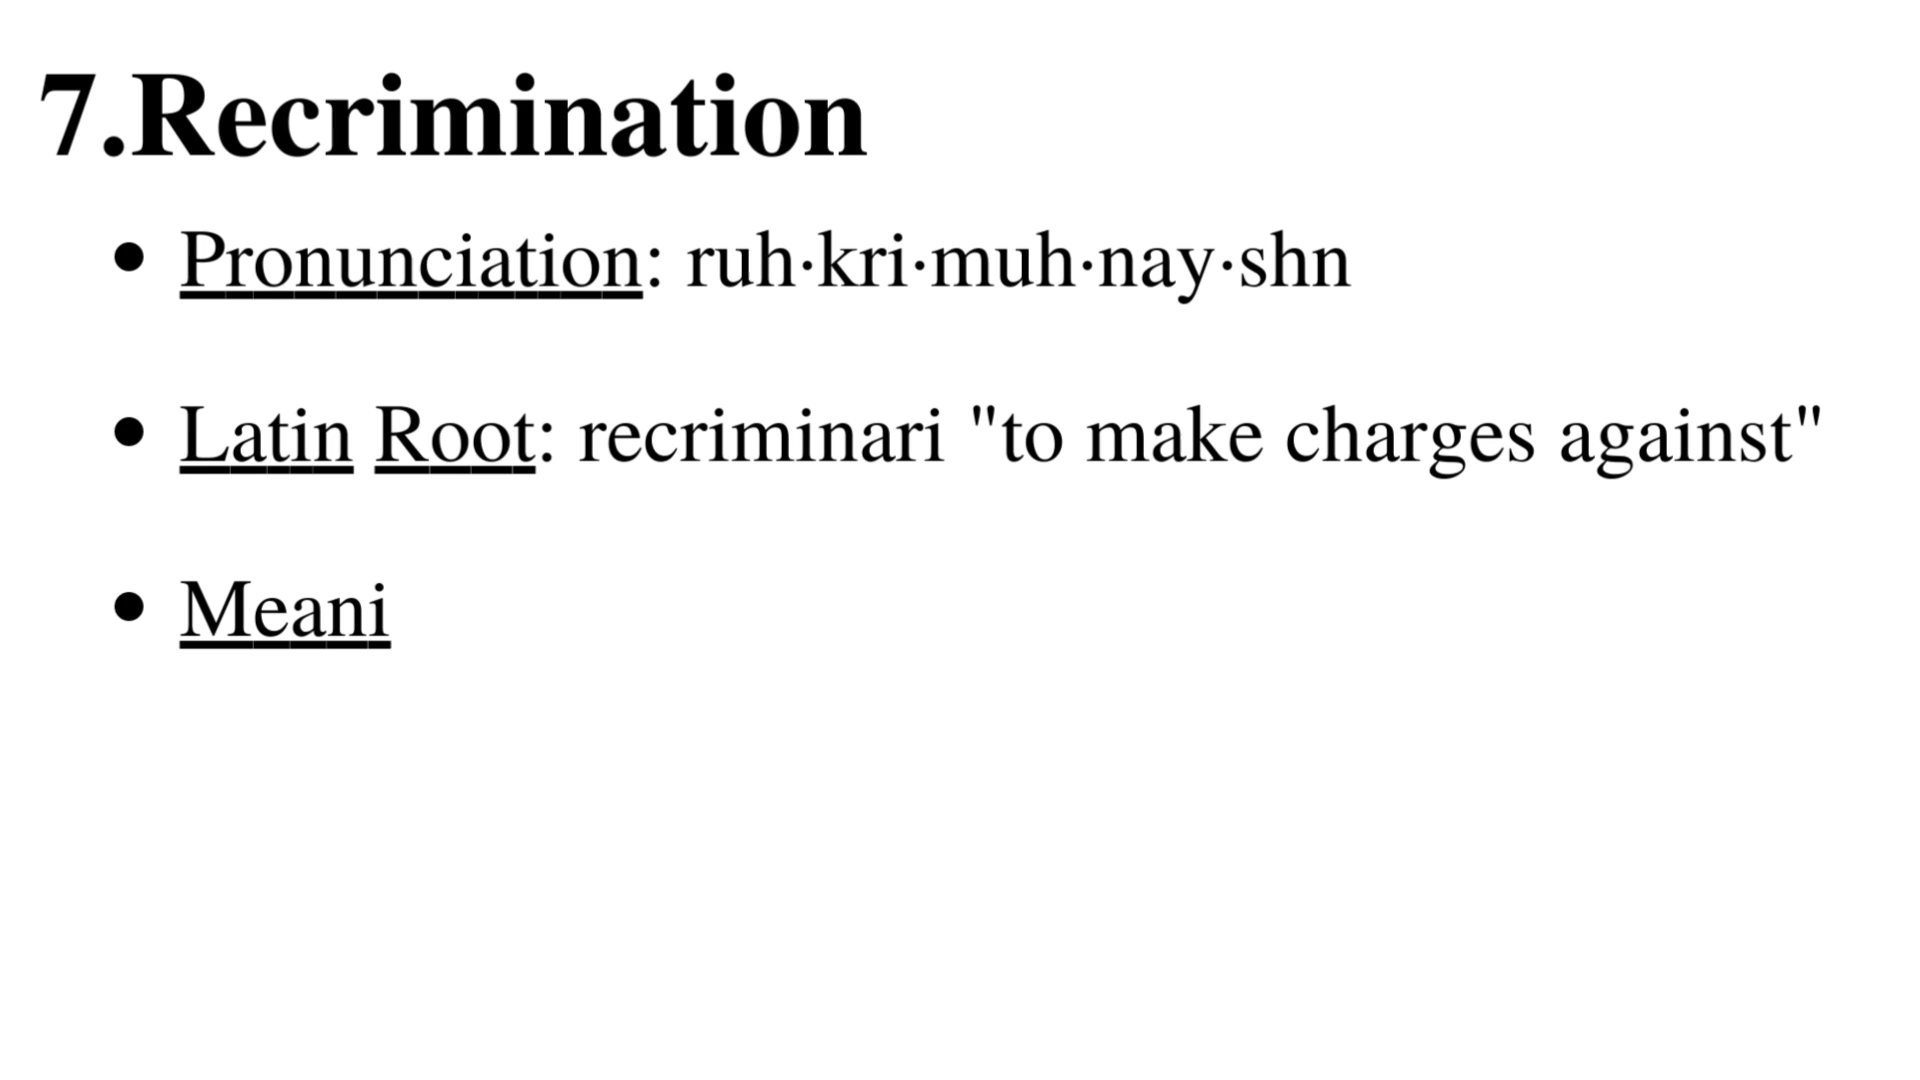 7.Recrimination
• Pronunciation: ruh·kri·muh·nay·shn
• Latin Root: recriminari "to make charges against"
• Meani